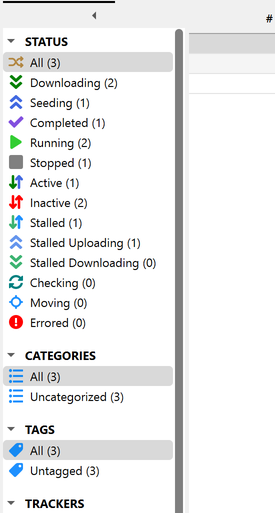 #
STATUS
All (3)
Downloading (2)
Seeding (1)
Completed (1)
Running (2)
Stopped (1)
Active (1)
Inactive (2)
Stalled (1)
Stalled Uploading (1)
Stalled Downloading (0)
Checking (0)
Moving (0)
Errored (0)
CATEGORIES
All (3)
Uncategorized (3)
TAGS
All (3)
Untagged (3)
TRACKERS